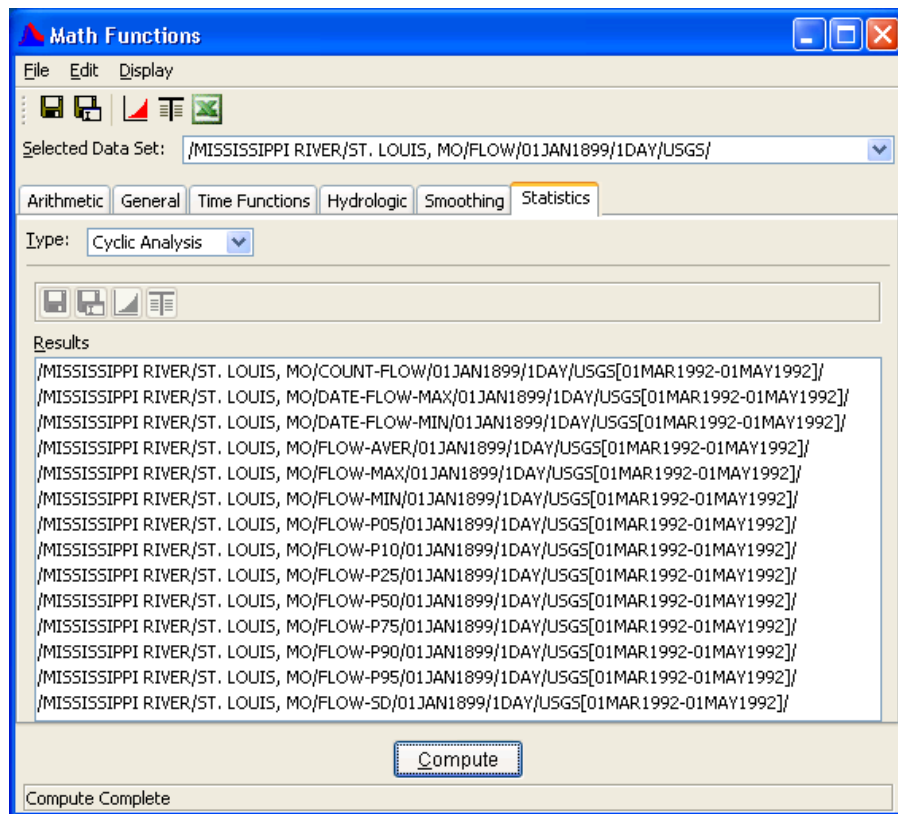 Math Functions
File Edit Display
Selected Data Set: /MISSISSIPPI RIVER/ST. LOUIS, MO/FLOW/01JAN1899/1DAY/USGS/
Arithmetic General Time Functions Hydrologic Smoothing Statistics
Type: Cyclic Analysis
Results
/MISSISSIPPI RIVER/ST. LOUIS, MO/COUNT-FLOW/01JAN1899/1DAY/USGS[01MAR1992-01MAY1992]/
/MISSISSIPPI RIVER/ST. LOUIS, MO/DATE-FLOW-MAX/01JAN1899/1DAY/USGS[01MAR1992-01MAY1992]/
/MISSISSIPPI RIVER/ST. LOUIS, MO/DATE-FLOW-MIN/01JAN1899/1DAY/USGS[01MAR1992-01MAY1992]/
/MISSISSIPPI RIVER/ST. LOUIS, MO/FLOW-AVER/01JAN1899/1DAY/USGS[01MAR1992-01MAY1992]/
/MISSISSIPPI RIVER/ST. LOUIS, MO/FLOW-MAX/01JAN1899/1DAY/USGS[01MAR1992-01MAY1992]/
/MISSISSIPPI RIVER/ST. LOUIS, MO/FLOW-MIN/01JAN1899/1DAY/USGS[01MAR1992-01MAY1992]/
/MISSISSIPPI RIVER/ST. LOUIS, MO/FLOW-P05/01JAN1899/1DAY/USGS[01MAR1992-01MAY1992]/
/MISSISSIPPI RIVER/ST. LOUIS, MO/FLOW-P10/01JAN1899/1DAY/USGS[01MAR1992-01MAY1992]/
/MISSISSIPPI RIVER/ST. LOUIS, MO/FLOW-P25/01JAN1899/1DAY/USGS[01MAR1992-01MAY1992]/
/MISSISSIPPI RIVER/ST. LOUIS, MO/FLOW-P50/01JAN1899/1DAY/USGS[01MAR1992-01MAY1992]/
/MISSISSIPPI RIVER/ST. LOUIS, MO/FLOW-P75/01JAN1899/1DAY/USGS[01MAR1992-01MAY1992]/
/MISSISSIPPI RIVER/ST. LOUIS, MO/FLOW-P90/01JAN1899/1DAY/USGS[01MAR1992-01MAY1992]/
/MISSISSIPPI RIVER/ST. LOUIS, MO/FLOW-P95/01JAN1899/1DAY/USGS[01MAR1992-01MAY1992]/
/MISSISSIPPI RIVER/ST. LOUIS, MO/FLOW-SD/01JAN1899/1DAY/USGS[01MAR1992-01MAY1992]/
Compute
Compute Complete